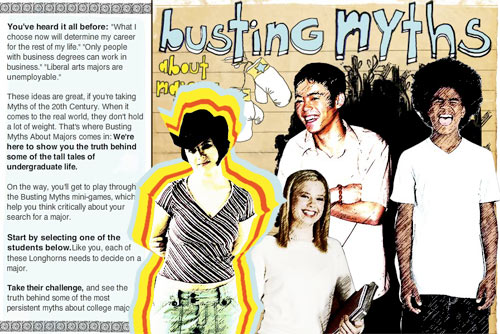 You've heard it all before: "What I
choose now will determine my career
for the rest of my life." "Only people
with business degrees can work in
business." "Liberal arts majors are
unemployable."
These ideas are great, if you're taking
Myths of the 20th Century. When it
comes to the real world, they don't hold
a lot of weight. That's where Busting
Myths About Majors comes in: We're
here to show you the truth behind
some of the tall tales of
undergraduate life.
On the way, you'll get to play through
the Busting Myths mini-games, which
help you think critically about your
search for a major.
Start by selecting one of the
students below. Like you, each of
these Longhorns needs to decide on a
major.
Take their challenge, and see the
truth behind some of the most
persistent myths about college majo
busting myths
about